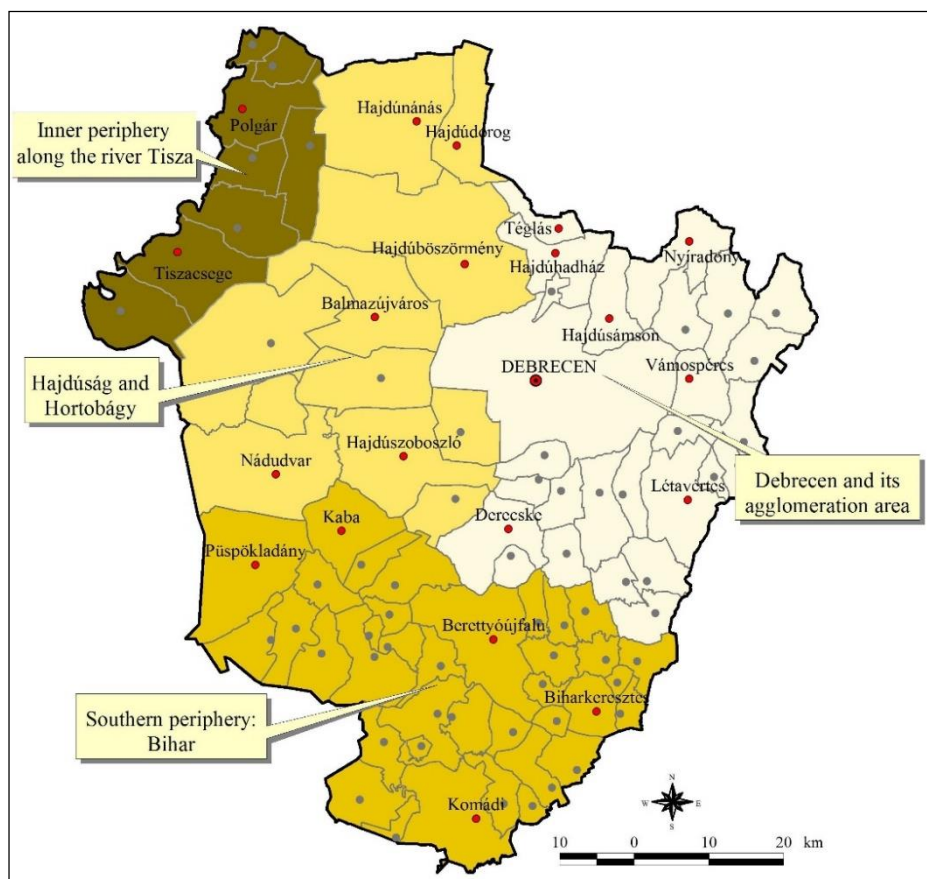 Polgár
Inner periphery
along the river Tisza
Hajdúnánás
Hajdúdorog
Tiszacsege
Hajdúböszörmény
Téglás
Hajdúhadház
Nyíradony
Balmazújváros
Hajdúsámson
DEBRECEN
Vámospércs
Hajdúság and
Hortobágy
Nádudvar
Hajdúszoboszló
Debrecen and its
agglomeration area
Létavértes
Kaba
Derecske
Püspökladány
Berettyóújfalu
Biharkeresztes
Southern periphery:
Bihar
Komádi
N
W E
S
10 0 10 20 km